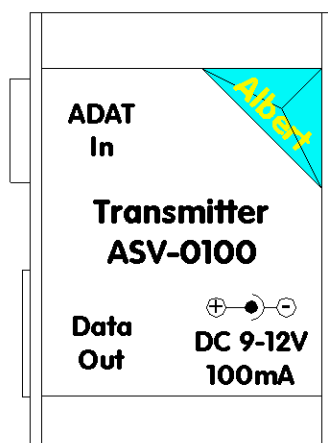 Albert
ADAT
In
Transmitter
ASV-0100
Data
Out
+ -
DC 9-12V
100mA